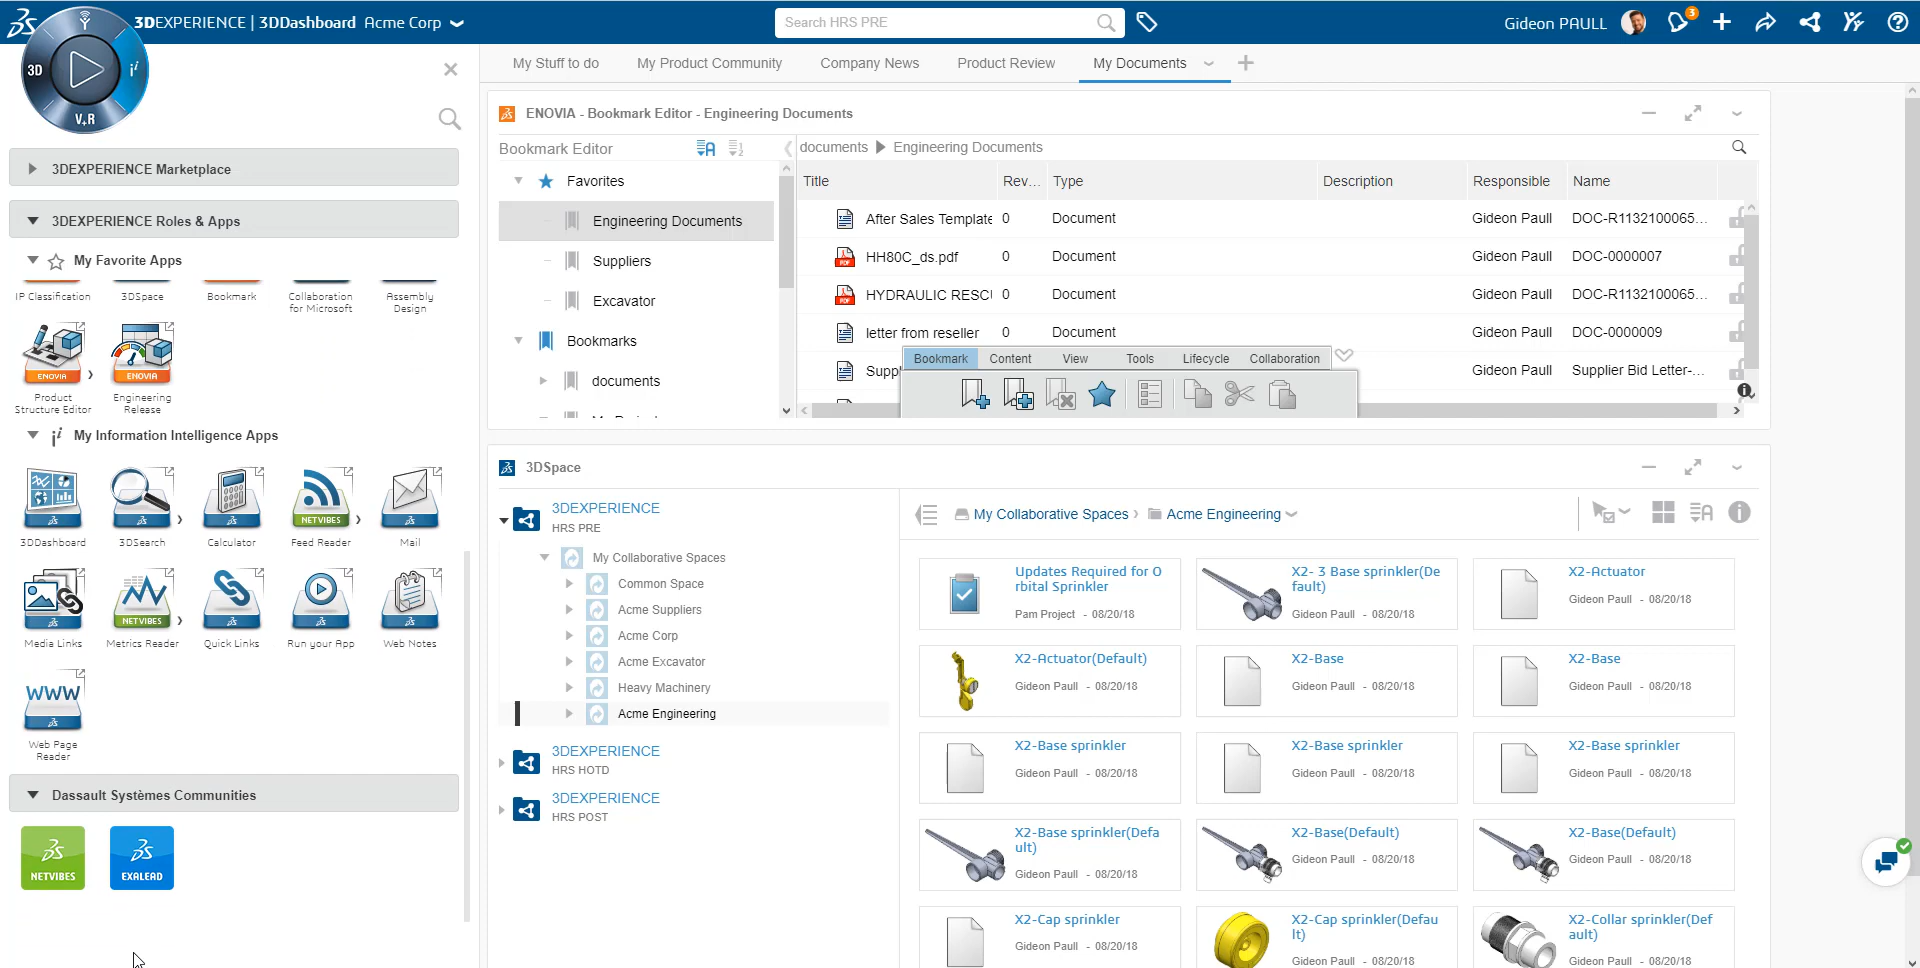 3DEXPERIENCE | 3DDashboard Acme Corp
Search HRS PRE
Gideon PAULL
3
3D
i
V+R
My Stuff to do
My Product Community
Company News
Product Review
My Documents
3DEXPERIENCE Marketplace
3DEXPERIENCE Roles & Apps
My Favorite Apps
IP Classification
3DSpace
Bookmark
Collaboration
for Microsoft
Assembly
Design
ENOVIA
ENOVIA
Product
Structure Editor
Engineering
Release
My Information Intelligence Apps
3DDashboard
3DSearch
Calculator
NETVIBES
Feed Reader
Mail
Media Links
NETVIBES
Metrics Reader
Quick Links
Run your App
Web Notes
WWW
Web Page
Reader
Dassault Systèmes Communities
NETVIBES
EXALEAD
ENOVIA - Bookmark Editor - Engineering Documents
Bookmark Editor
Favorites
Engineering Documents
Suppliers
Excavator
Bookmarks
documents
documents
Engineering Documents
Title Rev... Type Description Responsible Name
After Sales Template 0 Document Gideon Paull DOC-R1132100065...
HH80C_ds.pdf 0 Document Gideon Paull DOC-0000007
HYDRAULIC RESCU 0 Document Gideon Paull DOC-R1132100065...
letter from reseller 0 Document Gideon Paull DOC-0000009
Supp Gideon Paull Supplier Bid Letter-...
Bookmark Content View Tools Lifecycle Collaboration
3DSpace
3DEXPERIENCE
HRS PRE
My Collaborative Spaces
Common Space
Acme Suppliers
Acme Corp
Acme Excavator
Heavy Machinery
Acme Engineering
3DEXPERIENCE
HRS HOTD
3DEXPERIENCE
HRS POST
My Collaborative Spaces
Acme Engineering
Updates Required for O
rbital Sprinkler
Pam Project - 08/20/18
X2- 3 Base sprinkler(De
fault)
Gideon Paull - 08/20/18
X2-Actuator
Gideon Paull - 08/20/18
X2-Actuator(Default)
Gideon Paull - 08/20/18
X2-Base
Gideon Paull - 08/20/18
X2-Base
Gideon Paull - 08/20/18
X2-Base sprinkler
Gideon Paull - 08/20/18
X2-Base sprinkler
Gideon Paull - 08/20/18
X2-Base sprinkler
Gideon Paull - 08/20/18
X2-Base sprinkler(Defa
ult)
Gideon Paull - 08/20/18
X2-Base(Default)
Gideon Paull - 08/20/18
X2-Base(Default)
Gideon Paull - 08/20/18
X2-Cap sprinkler
Gideon Paull - 08/20/18
X2-Cap sprinkler(Defau
lt)
Gideon Paull - 08/20/18
X2-Collar sprinkler(Def
ault)
Gideon Paull - 08/20/18